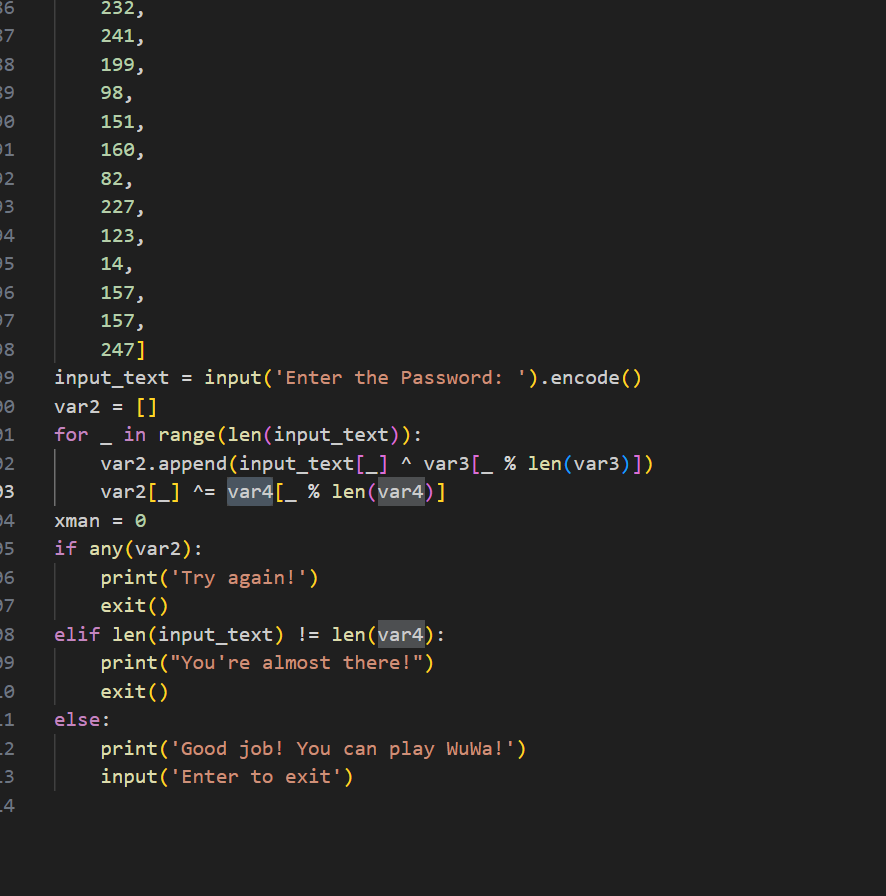 36 232,
37 241,
38 199,
39 98,
90 151,
91 160,
92 82,
93 227,
94 123,
95 14,
96 157,
97 157,
98 247]
99 input_text = input('Enter the Password: ').encode()
00 var2 = []
01 for _ in range(len(input_text)):
02 var2.append(input_text[_] ^ var3[_ % len(var3)])
03 var2[_] ^= var4[_ % len(var4)]
04 xman = 0
05 if any(var2):
06 print('Try again!')
07 exit()
08 elif len(input_text) != len(var4):
09 print("You're almost there!")
10 exit()
11 else:
12 print('Good job! You can play WuWa!')
13 input('Enter to exit')
14